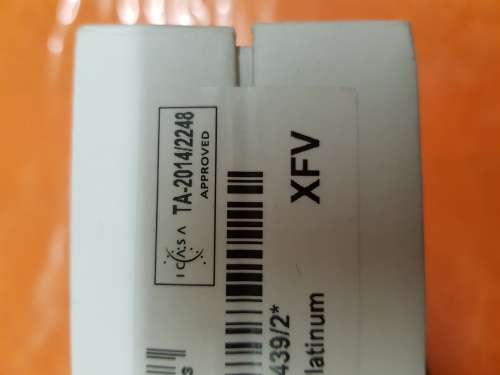 ICASA TA-2014/2248
APPROVED
XFV
439/2*
latinum